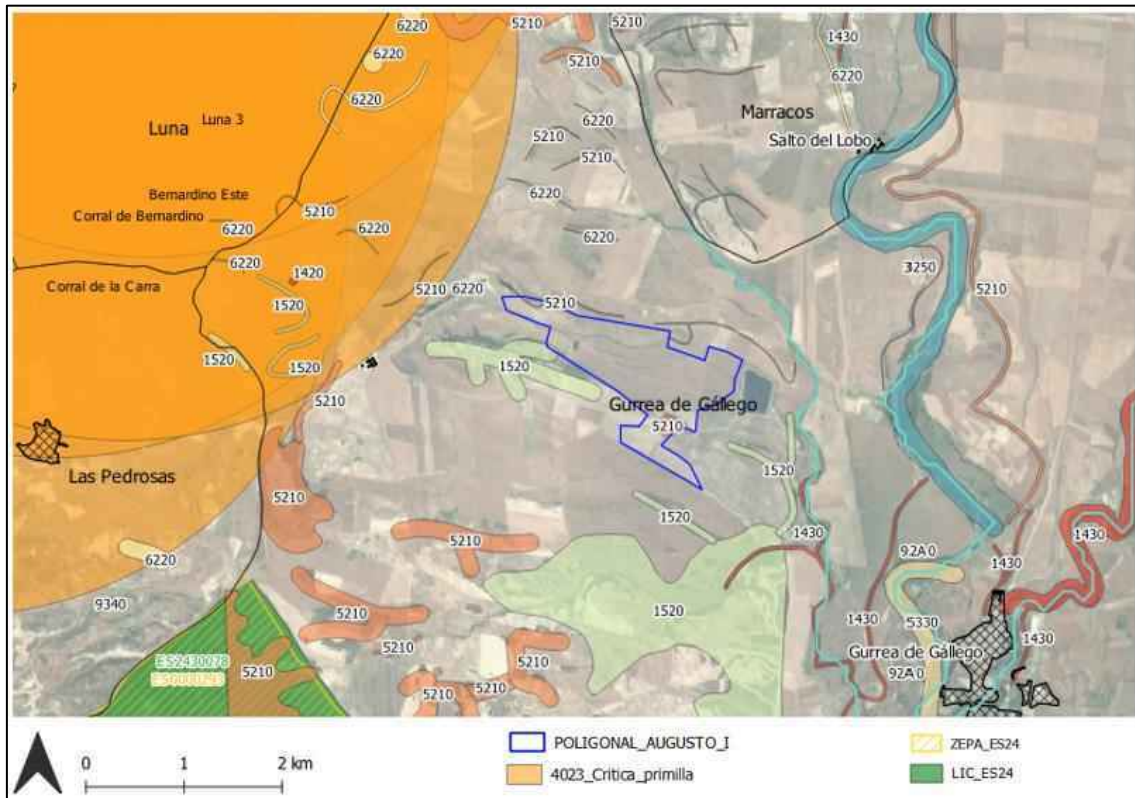 6220
5210
5210
1430
6220
6220
Luna
Luna 3
Marracos
Salto del Lobo
6220
5210
5210
5210
6220
Bernardino Este
Corral de Bernardino
5210
6220
6220
6220
6220
1420
3250
5210
Corral de la Carra
5210
6220
5210
1520
1520
1520
1520
5210
Gurrea de Gállego
5210
1520
Las Pedrosas
5210
1520
1430
6220
5210
92A0
1430
1430
9340
1520
5330
5210
1430
1430
ES2430078
5210
5210
5210
Gurrea de Gállego
ES0000293
92A0
5210
5210
0 1 2 km
POLIGONAL_AUGUSTO_I
4023_Critica_primilla
ZEPA_ES24
LIC_ES24